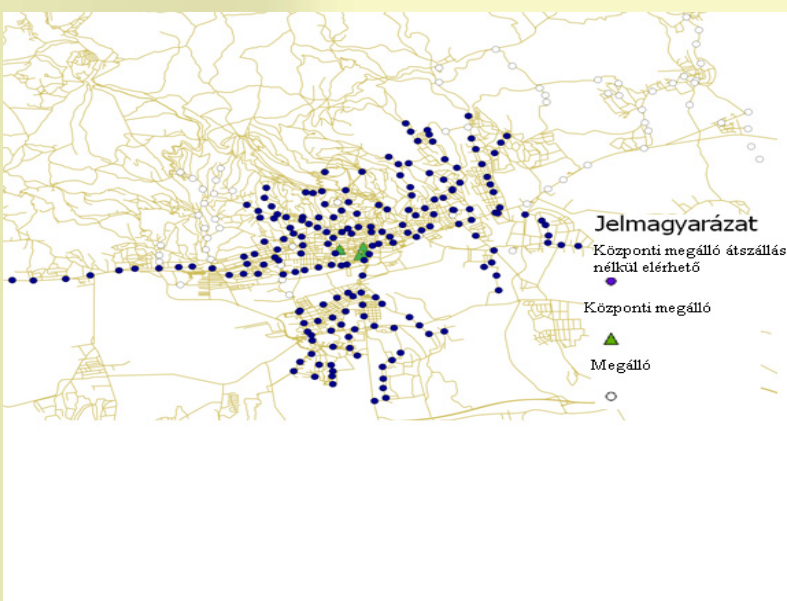 Jelmagyarázat
Központi megálló átszállás
nélkül elérhető
Központi megálló
Megálló